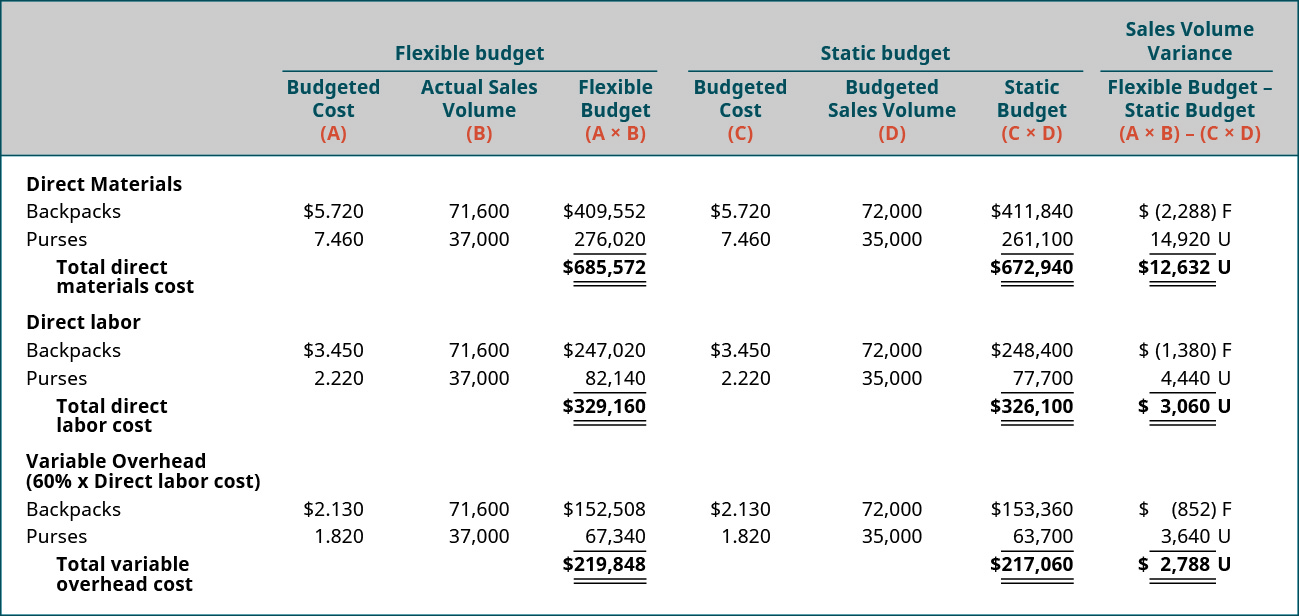 Sales Volume
Flexible budget Static budget Variance
Budgeted Actual Sales Flexible Budgeted Budgeted Static Flexible Budget –
Cost Volume Budget Cost Sales Volume Budget Static Budget
(A) (B) (A × B) (C) (D) (C × D) (A × B) – (C × D)
Direct Materials
Backpacks $5.720 71,600 $409,552 $5.720 72,000 $411,840 $ (2,288) F
Purses 7.460 37,000 276,020 7.460 35,000 261,100 14,920 U
Total direct $685,572 $672,940 $12,632 U
materials cost
Direct labor
Backpacks $3.450 71,600 $247,020 $3.450 72,000 $248,400 $ (1,380) F
Purses 2.220 37,000 82,140 2.220 35,000 77,700 4,440 U
Total direct $329,160 $326,100 $ 3,060 U
labor cost
Variable Overhead
(60% x Direct labor cost)
Backpacks $2.130 71,600 $152,508 $2.130 72,000 $153,360 $ (852) F
Purses 1.820 37,000 67,340 1.820 35,000 63,700 3,640 U
Total variable $219,848 $217,060 $ 2,788 U
overhead cost